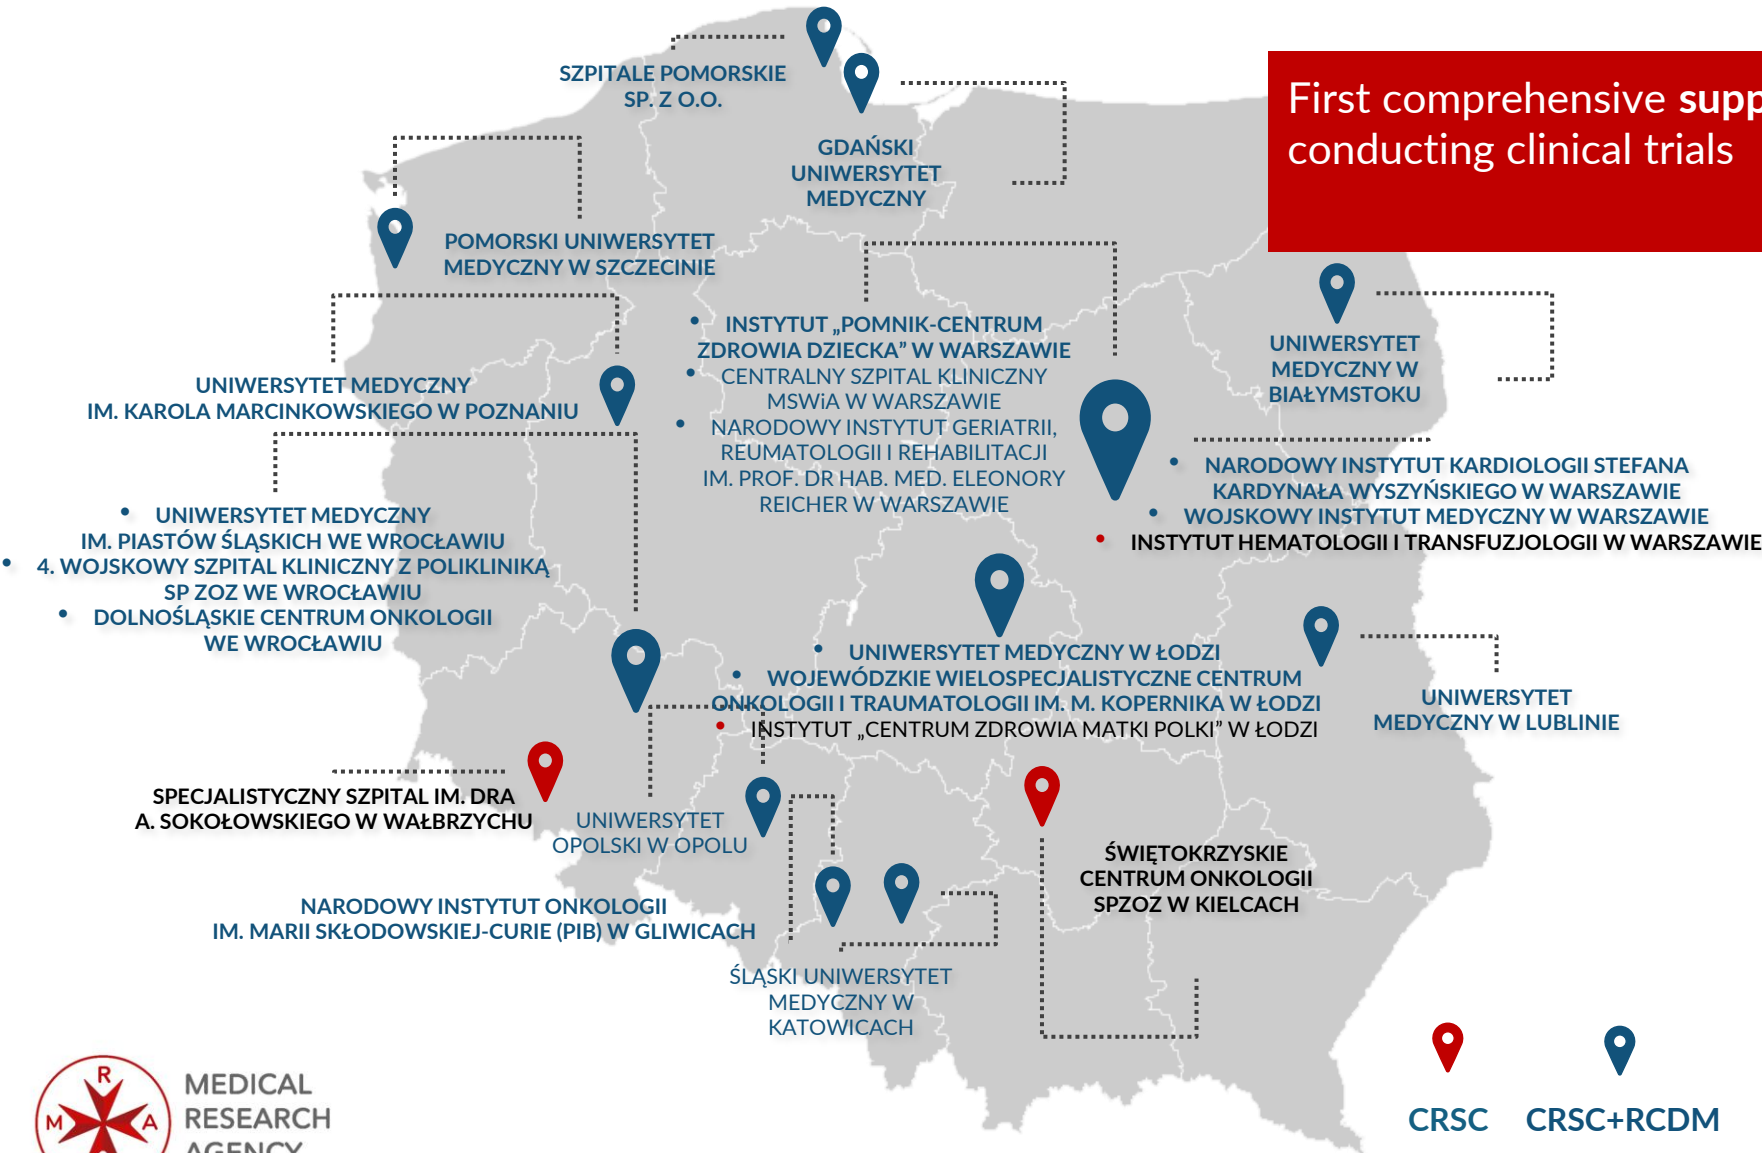 SZPITALE POMORSKIE
SP. Z O.O.
First comprehensive
conducting clinical trials
GDAŃSKI
UNIWERSYTET
MEDYCZNY
POMORSKI UNIWERSYTET
MEDYCZNY W SZCZECINIE
• INSTYTUT „POMNIK-CENTRUM
ZDROWIA DZIECKA” W WARSZAWIE
• CENTRALNY SZPITAL KLINICZNY
MSWiA W WARSZAWIE
• NARODOWY INSTYTUT GERIATRII,
REUMATOLOGII I REHABILITACJI
IM. PROF. DR HAB. MED. ELEONORY
REICHER W WARSZAWIE
UNIWERSYTET
MEDYCZNY W
BIAŁYMSTOKU
UNIWERSYTET MEDYCZNY
IM. KAROLA MARCINKOWSKIEGO W POZNANIU
• NARODOWY INSTYTUT KARDIOLOGII STEFANA
KARDYNAŁA WYSZYŃSKIEGO W WARSZAWIE
• WOJSKOWY INSTYTUT MEDYCZNY W WARSZAWIE
• INSTYTUT HEMATOLOGII I TRANSFUZJOLOGII W WARSZAWIE
• UNIWERSYTET MEDYCZNY
IM. PIASTÓW ŚLĄSKICH WE WROCŁAWIU
• 4. WOJSKOWY SZPITAL KLINICZNY Z POLIKLINIKĄ
SP ZOZ WE WROCŁAWIU
• DOLNOŚLĄSKIE CENTRUM ONKOLOGII
WE WROCŁAWIU
• UNIWERSYTET MEDYCZNY W ŁODZI
• WOJEWÓDZKIE WIELOSPECJALISTYCZNE CENTRUM
ONKOLOGII I TRAUMATOLOGII IM. M. KOPERNIKA W ŁODZI
• INSTYTUT „CENTRUM ZDROWIA MATKI POLKI” W ŁODZI
UNIWERSYTET
MEDYCZNY W LUBLINIE
SPECJALISTYCZNY SZPITAL IM. DRA
A. SOKOŁOWSKIEGO W WAŁBRZYCHU
UNIWERSYTET
OPOLSKI W OPOLU
ŚWIĘTOKRZYSKIE
CENTRUM ONKOLOGII
SPZOZ W KIELCACH
NARODOWY INSTYTUT ONKOLOGII
IM. MARII SKŁODOWSKIEJ-CURIE (PIB) W GLIWICACH
ŚLĄSKI UNIWERSYTET
MEDYCZNY W
KATOWICACH
R
M A
MEDICAL
RESEARCH
AGENCY
CRSC
CRSC+RCDM